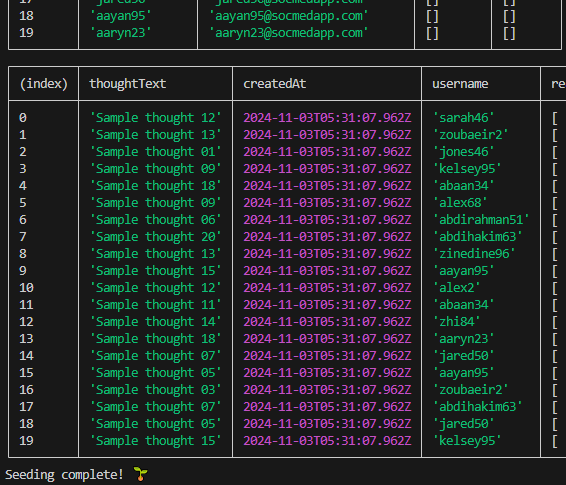 17 'jared50' 'jared50@socmedapp.com' [] []
18 'aayan95' 'aayan95@socmedapp.com' [] []
19 'aaryn23' 'aaryn23@socmedapp.com' [] []
(index) thoughtText createdAt username re
0 'Sample thought 12' 2024-11-03T05:31:07.962Z 'sarah46' [
1 'Sample thought 13' 2024-11-03T05:31:07.962Z 'zoubaeir2' [
2 'Sample thought 01' 2024-11-03T05:31:07.962Z 'jones46' [
3 'Sample thought 09' 2024-11-03T05:31:07.962Z 'kelsey95' [
4 'Sample thought 18' 2024-11-03T05:31:07.962Z 'abaan34' [
5 'Sample thought 09' 2024-11-03T05:31:07.962Z 'alex68' [
6 'Sample thought 06' 2024-11-03T05:31:07.962Z 'abdirahman51' [
7 'Sample thought 20' 2024-11-03T05:31:07.962Z 'abdihakim63' [
8 'Sample thought 13' 2024-11-03T05:31:07.962Z 'zinedine96' [
9 'Sample thought 15' 2024-11-03T05:31:07.962Z 'aayan95' [
10 'Sample thought 12' 2024-11-03T05:31:07.962Z 'alex2' [
11 'Sample thought 11' 2024-11-03T05:31:07.962Z 'abaan34' [
12 'Sample thought 14' 2024-11-03T05:31:07.962Z 'zhi84' [
13 'Sample thought 18' 2024-11-03T05:31:07.962Z 'aaryn23' [
14 'Sample thought 07' 2024-11-03T05:31:07.962Z 'jared50' [
15 'Sample thought 05' 2024-11-03T05:31:07.962Z 'aayan95' [
16 'Sample thought 03' 2024-11-03T05:31:07.962Z 'zoubaeir2' [
17 'Sample thought 07' 2024-11-03T05:31:07.962Z 'abdihakim63' [
18 'Sample thought 05' 2024-11-03T05:31:07.962Z 'jared50' [
19 'Sample thought 15' 2024-11-03T05:31:07.962Z 'kelsey95' [
Seeding complete! 🌱